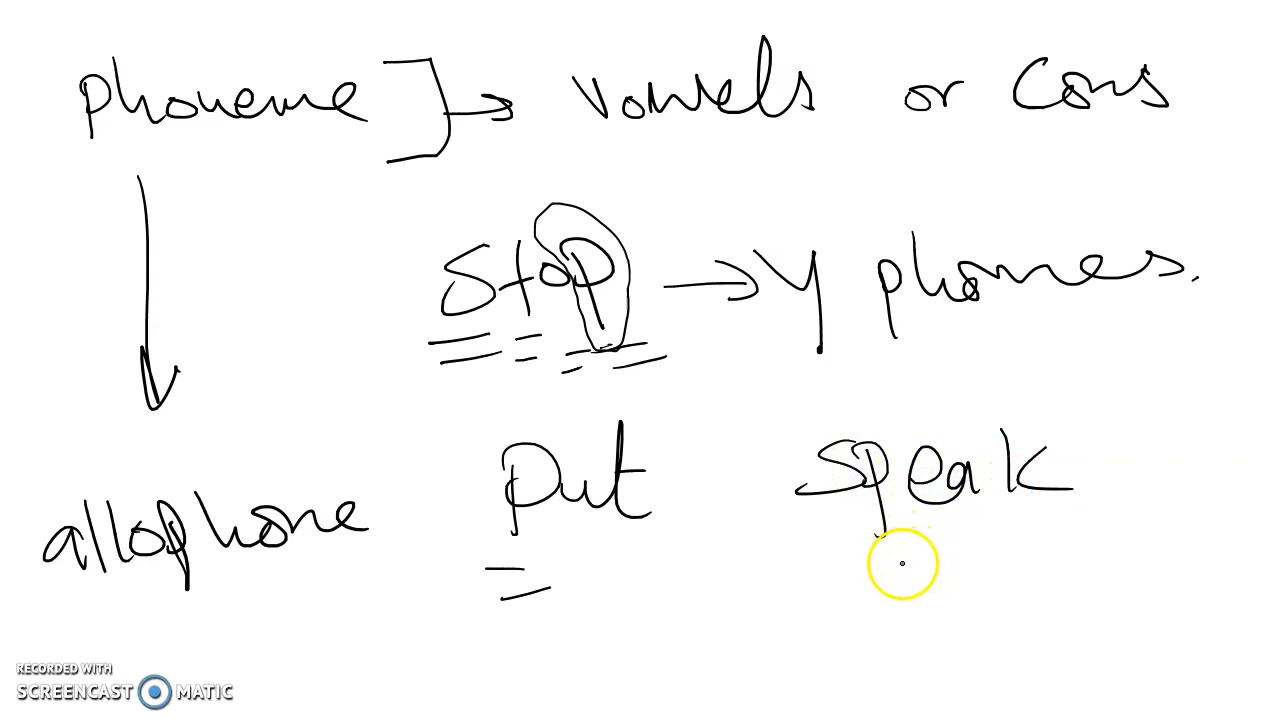 phoneme ] → vowels or Cons
stop → 4 phones.
put speak
allophone
RECORDED WITH
SCREENCAST MATIC